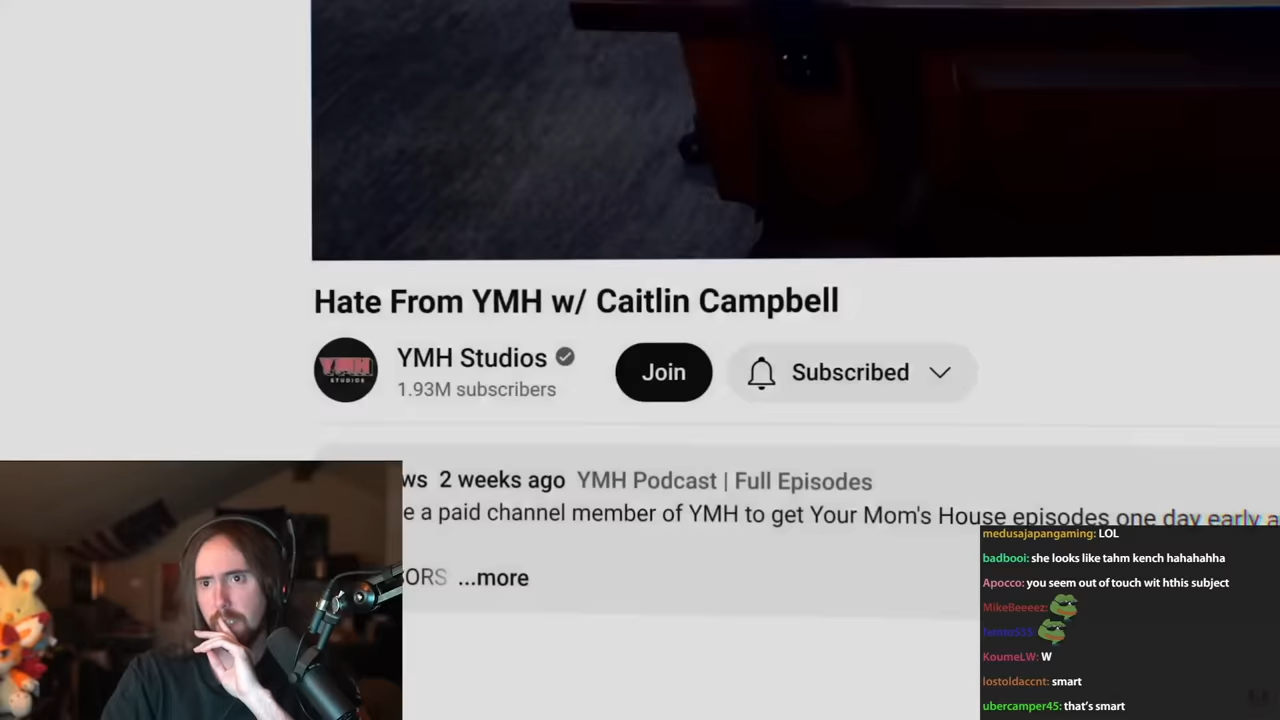 Hate From YMH w/ Caitlin Campbell
YMH
STUDIOS
YMH Studios
1.93M subscribers
Join
Subscribed
ws 2 weeks ago YMH Podcast | Full Episodes
e a paid channel member of YMH to get Your Mom's House episodes one day early a
ORS ...more
medusajapangaming: LOL
badbooi: she looks like tahm kench hahahahha
Apocco: you seem out of touch wit hthis subject
MikeBeeeez:
KoumeLW: W
lostoldaccnt: smart
ubercamper45: that's smart